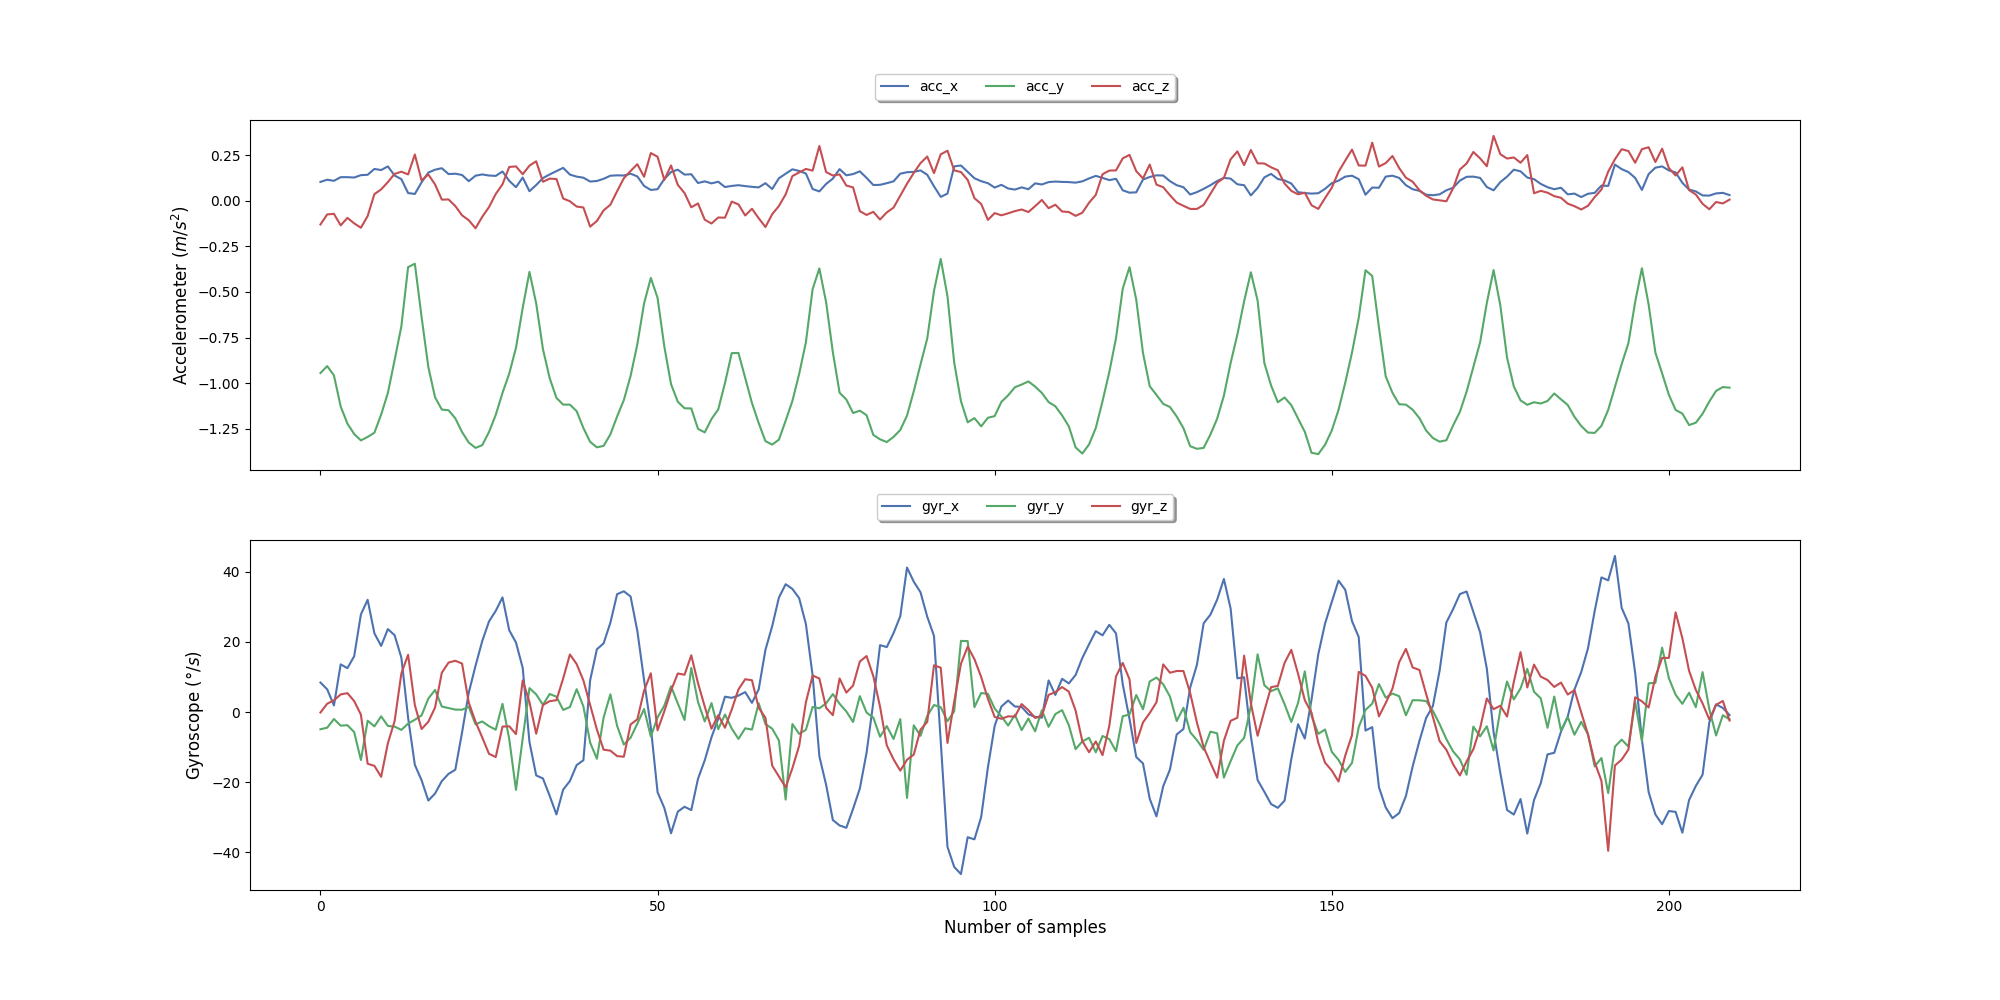 acc_x acc_y acc_z
0.25
0.00
−0.25
−0.50
−0.75
−1.00
−1.25
Accelerometer (m/s²)
gyr_x gyr_y gyr_z
40
20
0
−20
−40
Gyroscope (°/s)
0 50 100 150 200
Number of samples